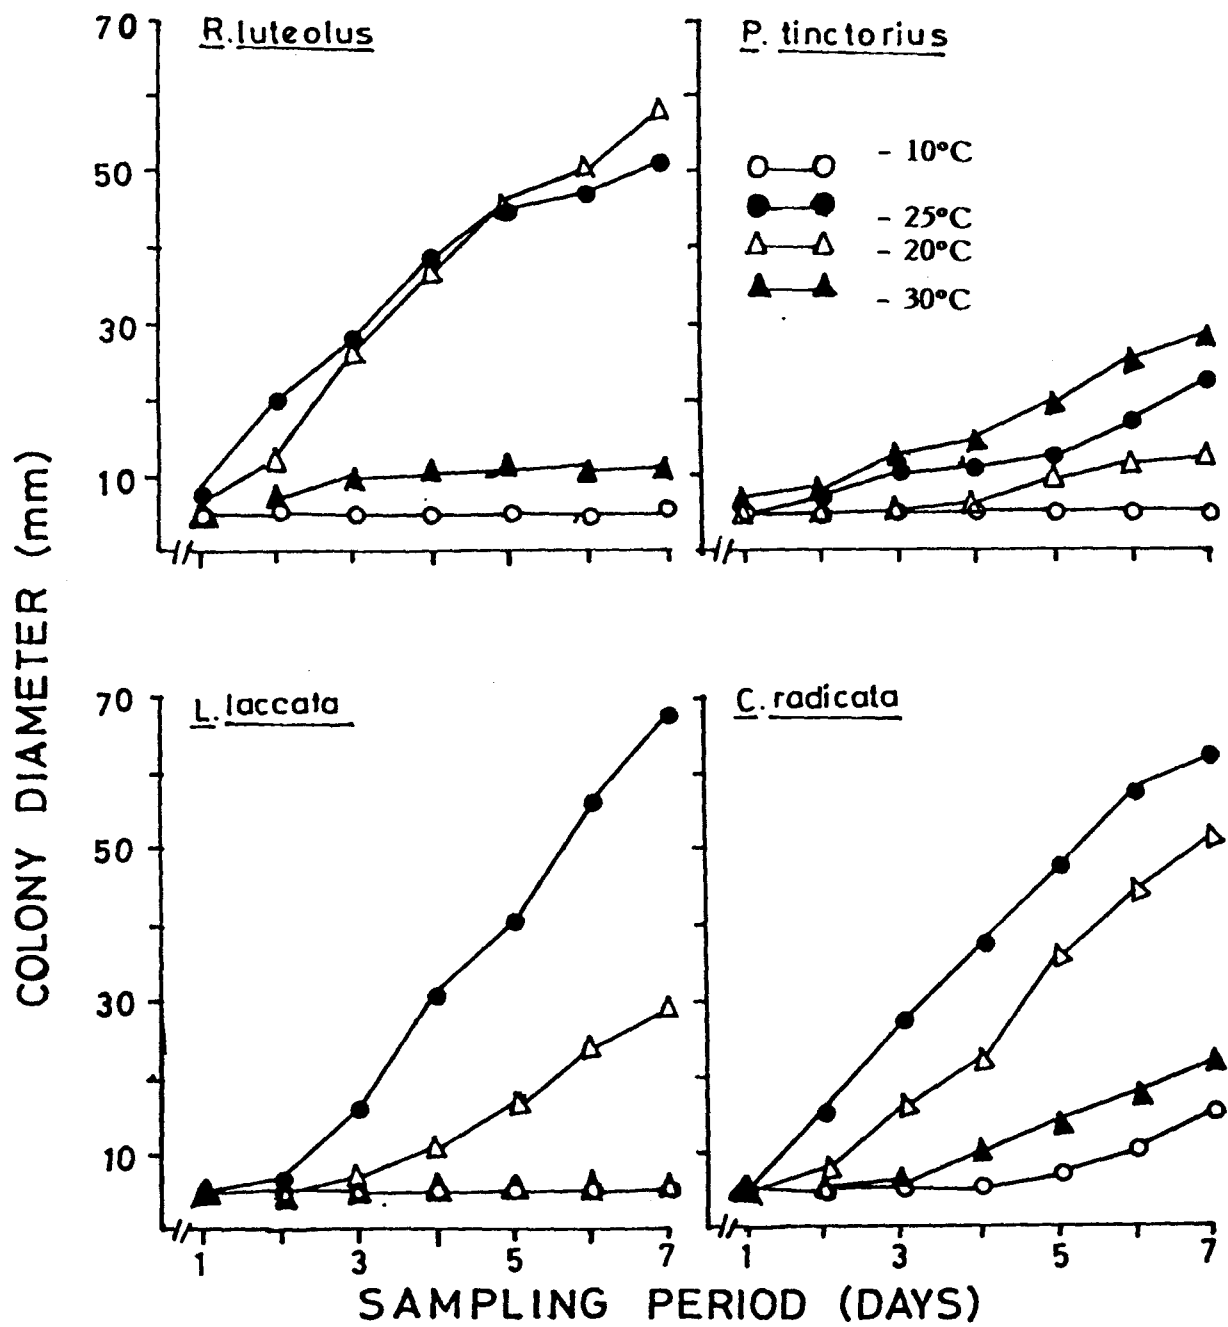 R. luteolus
P. tinctorius
70
50
30
10
- 10°C
- 25°C
- 20°C
- 30°C
COLONY DIAMETER (mm)
L. laccata
C. radicata
70
50
30
10
1 3 5 7
1 3 5 7
SAMPLING PERIOD (DAYS)